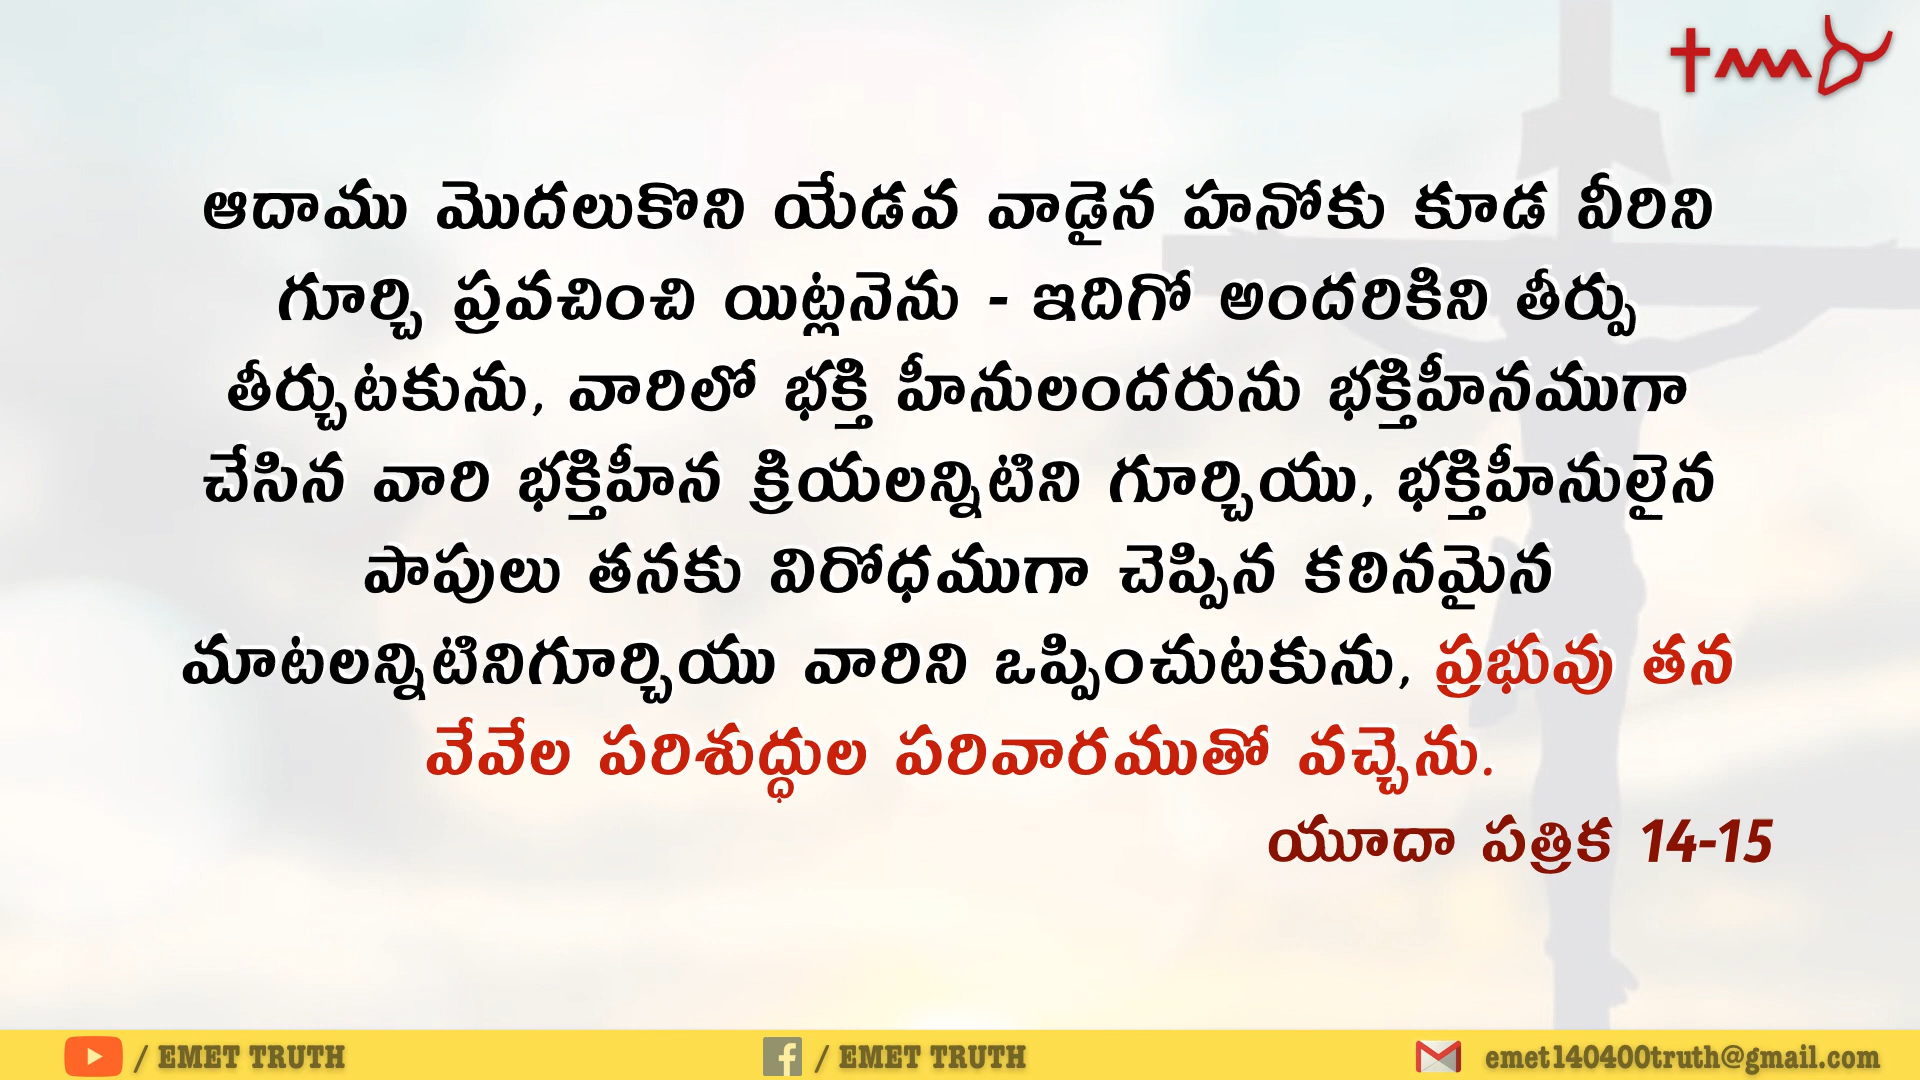 ఆదాము మొదలుకొని యేడవ వాడైన హనోకు కూడ వీరిని
గూర్చి ప్రవచించి యిట్లనెను - ఇదిగో అందరికిని తీర్పు
తీర్చుటకును, వారిలో భక్తి హీనులందరును భక్తిహీనముగా
చేసిన వారి భక్తిహీన క్రియలన్నిటిని గూర్చియు, భక్తిహీనులైన
పాపులు తనకు విరోధముగా చెప్పిన కఠినమైన
మాటలన్నిటినిగూర్చియు వారిని ఒప్పించుటకును, ప్రభువు తన
వేవేల పరిశుద్ధుల పరివారముతో వచ్చెను.
యూదా పత్రిక 14-15
/ EMET TRUTH
/ EMET TRUTH
emet140400truth@gmail.com